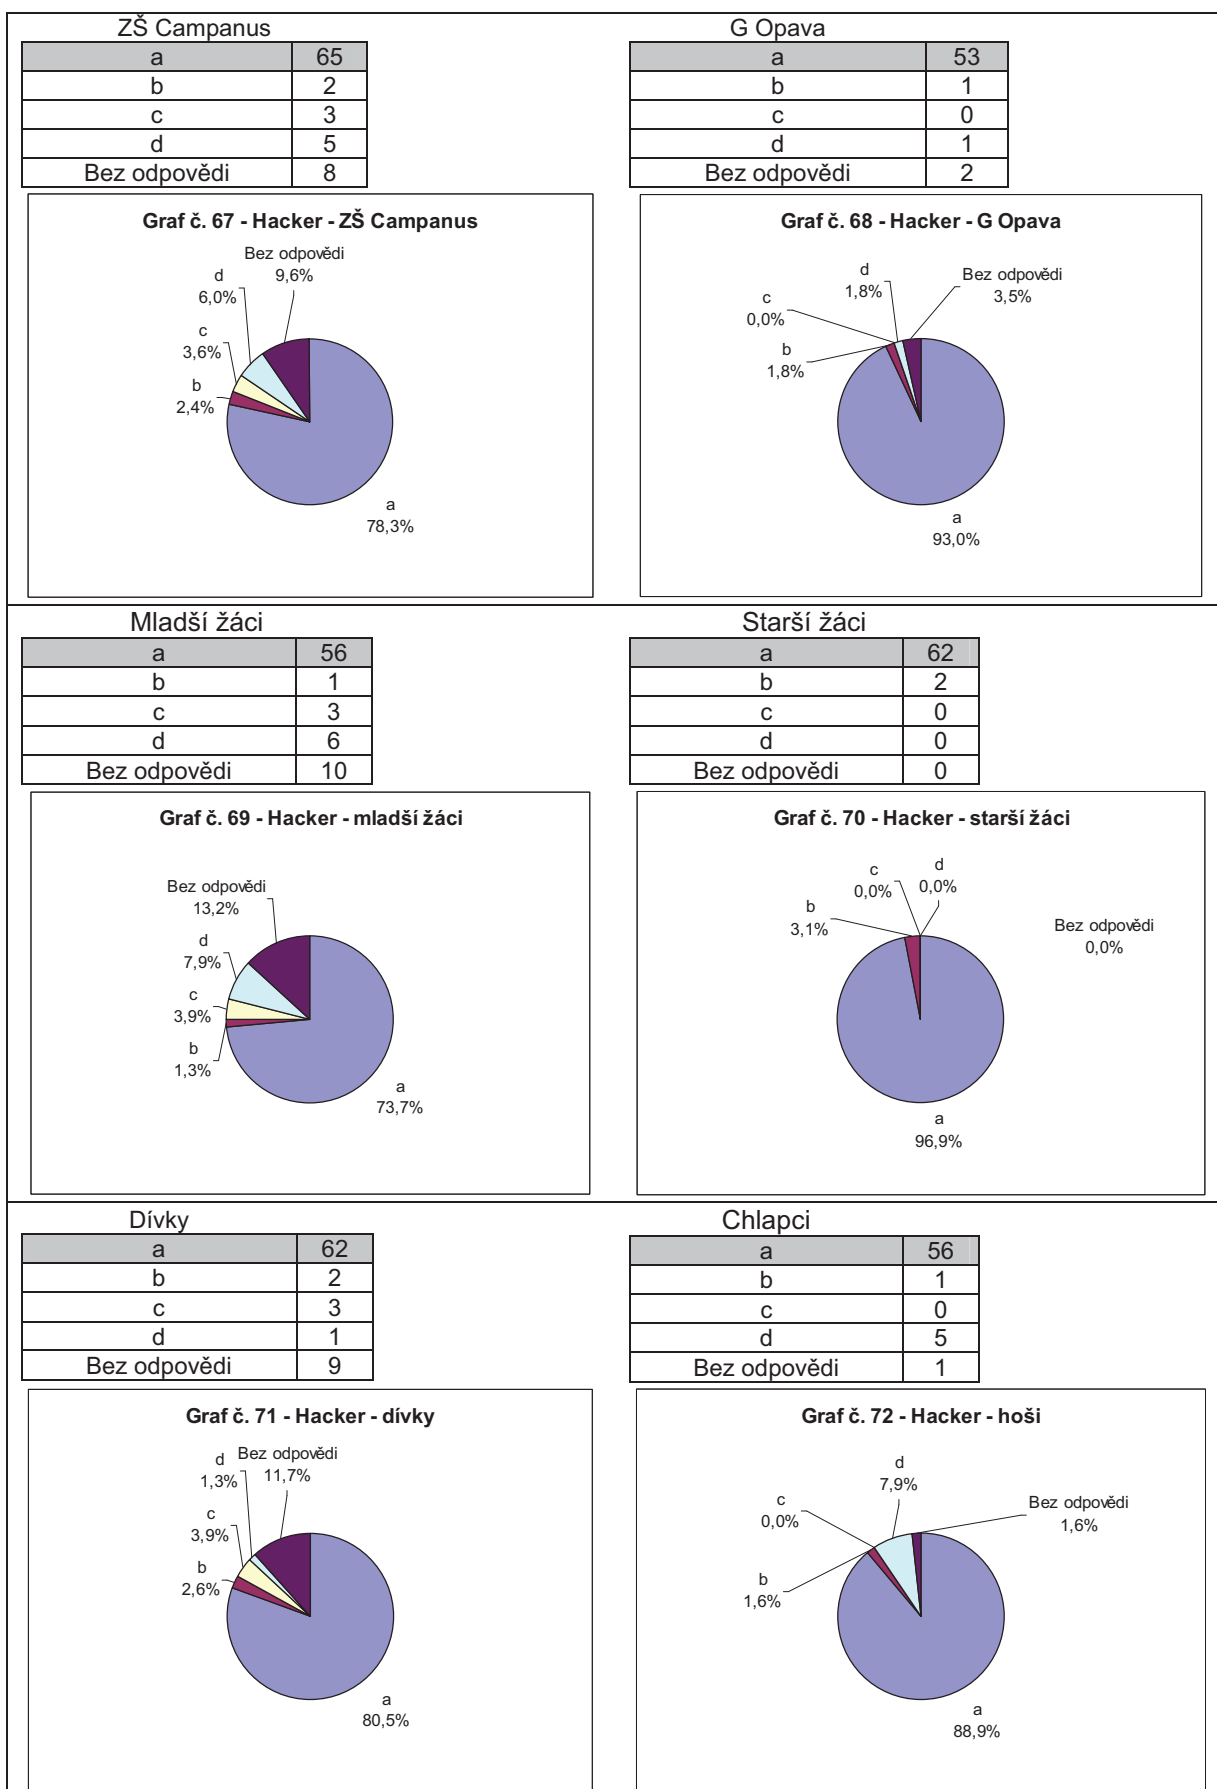 ZŠ Campanus
a 65
b 2
c 3
d 5
Bez odpovědi 8
Graf č. 67 - Hacker - ZŠ Campanus
Bez odpovědi
9,6%
d
6,0%
c
3,6%
b
2,4%
a
78,3%
G Opava
a 53
b 1
c 0
d 1
Bez odpovědi 2
Graf č. 68 - Hacker - G Opava
d
1,8%
Bez odpovědi
3,5%
c
0,0%
b
1,8%
a
93,0%
Mladší žáci
a 56
b 1
c 3
d 6
Bez odpovědi 10
Graf č. 69 - Hacker - mladší žáci
Bez odpovědi
13,2%
d
7,9%
c
3,9%
b
1,3%
a
73,7%
Starší žáci
a 62
b 2
c 0
d 0
Bez odpovědi 0
Graf č. 70 - Hacker - starší žáci
c
0,0%
d
0,0%
b
3,1%
Bez odpovědi
0,0%
a
96,9%
Dívky
a 62
b 2
c 3
d 1
Bez odpovědi 9
Graf č. 71 - Hacker - dívky
d
1,3%
Bez odpovědi
11,7%
c
3,9%
b
2,6%
a
80,5%
Chlapci
a 56
b 1
c 0
d 5
Bez odpovědi 1
Graf č. 72 - Hacker - hoši
d
7,9%
c
0,0%
Bez odpovědi
1,6%
b
1,6%
a
88,9%